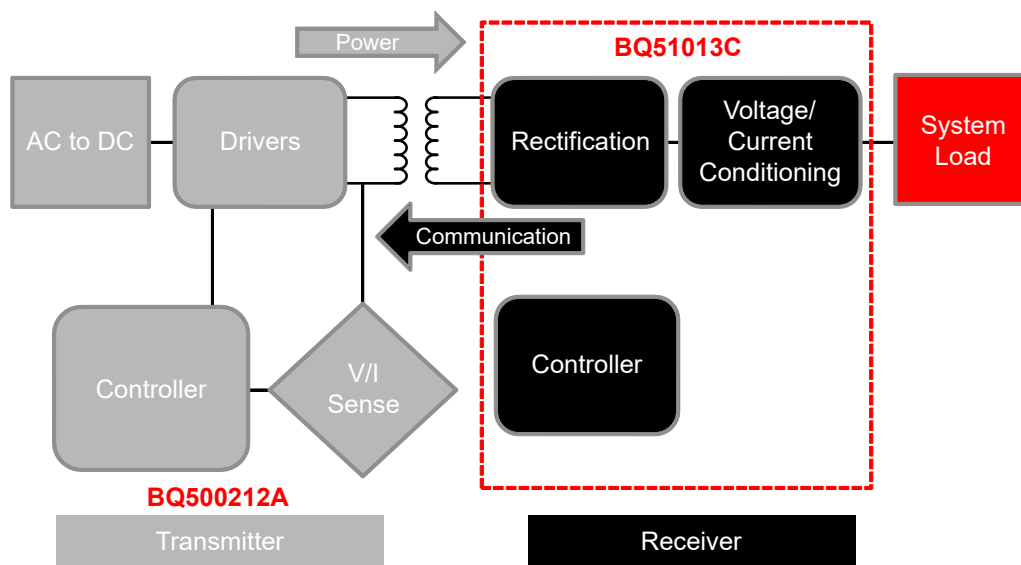 Power
BQ51013C
AC to DC
Drivers
Rectification
Voltage/
Current
Conditioning
System
Load
Communication
Controller
V/I
Sense
Controller
BQ500212A
Transmitter
Receiver